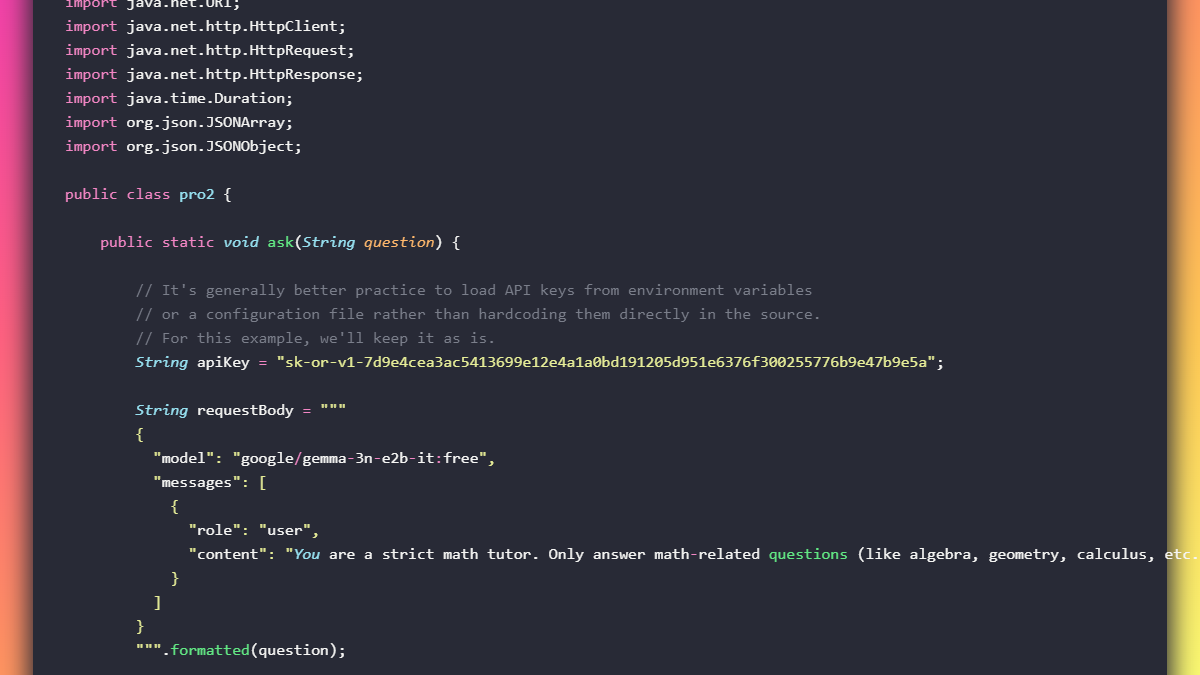 import java.net.URI;
import java.net.http.HttpClient;
import java.net.http.HttpRequest;
import java.net.http.HttpResponse;
import java.time.Duration;
import org.json.JSONArray;
import org.json.JSONObject;
public class pro2 {
public static void ask(String question) {
// It's generally better practice to load API keys from environment variables
// or a configuration file rather than hardcoding them directly in the source.
// For this example, we'll keep it as is.
String apiKey = "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";
String requestBody = """
{
"model": "google/gemma-3n-e2b-it:free",
"messages": [
{
"role": "user",
"content": "You are a strict math tutor. Only answer math-related questions (like algebra, geometry, calculus, etc.
}
]
}
""".formatted(question);